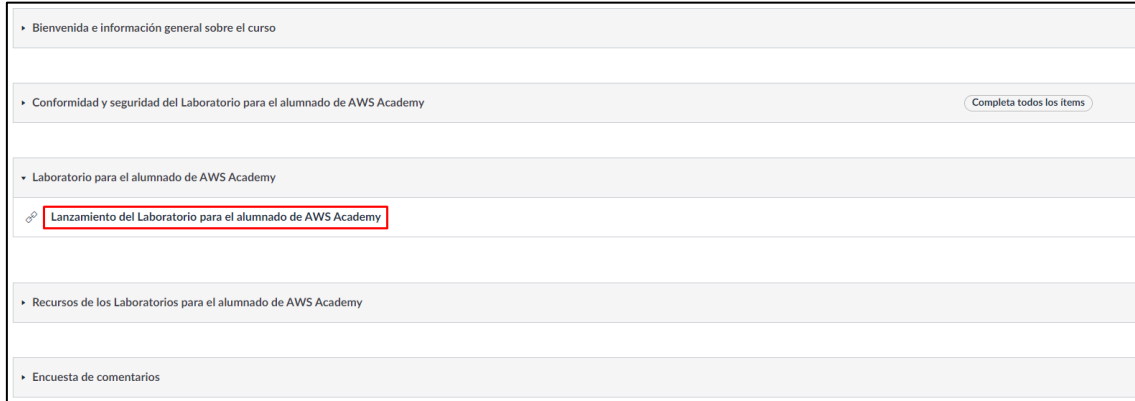 Bienvenida e información general sobre el curso
Conformidad y seguridad del Laboratorio para el alumnado de AWS Academy
Completa todos los ítems
Laboratorio para el alumnado de AWS Academy
Lanzamiento del Laboratorio para el alumnado de AWS Academy
Recursos de los Laboratorios para el alumnado de AWS Academy
Encuesta de comentarios